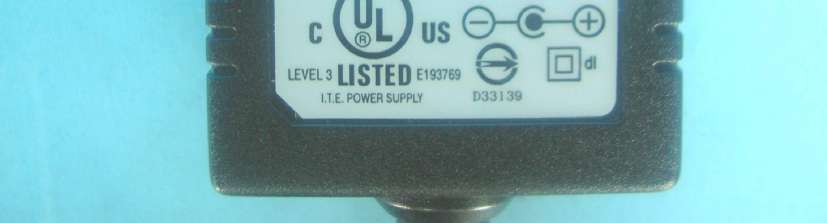 C UL US
®
LEVEL 3 LISTED E193769
I.T.E. POWER SUPPLY
D33139
dl